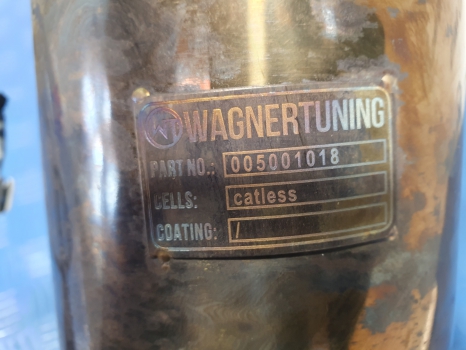 WAGNERTUNING
PART NO.: 005001018
CELLS: catless
COATING: /